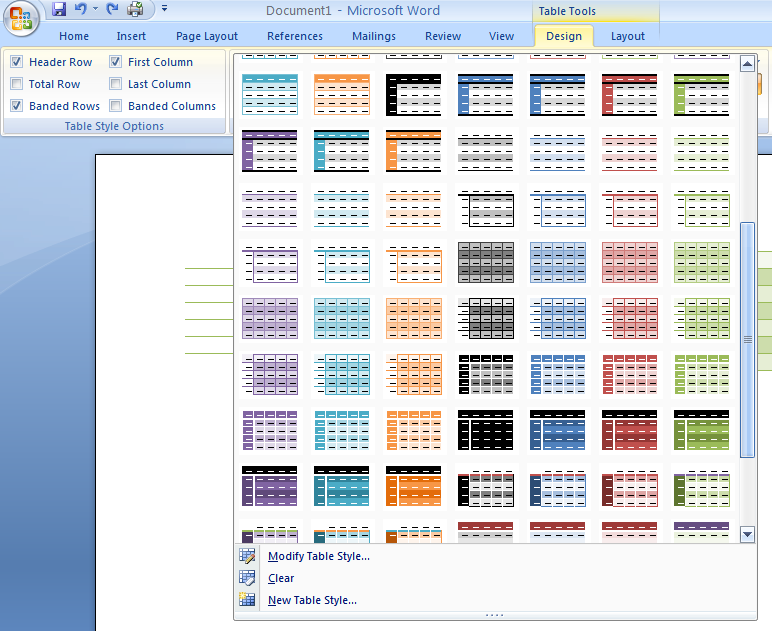 Document1 - Microsoft Word
Table Tools
Home Insert Page Layout References Mailings Review View Design Layout
Header Row First Column
Total Row Last Column
Banded Rows Banded Columns
Table Style Options
Modify Table Style...
Clear
New Table Style...